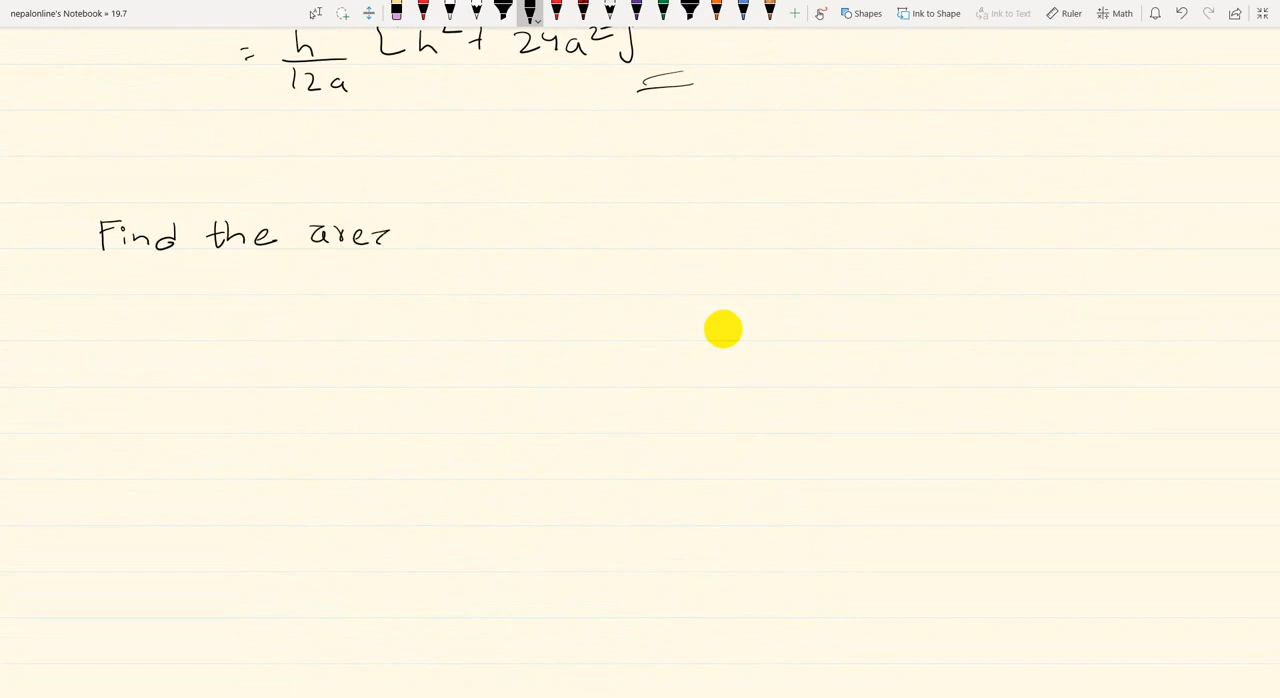 nepalonline's Notebook » 19.7
Shapes Ink to Shape Ink to Text Ruler Math
= h/12a [h² + 24a²]
Find the area